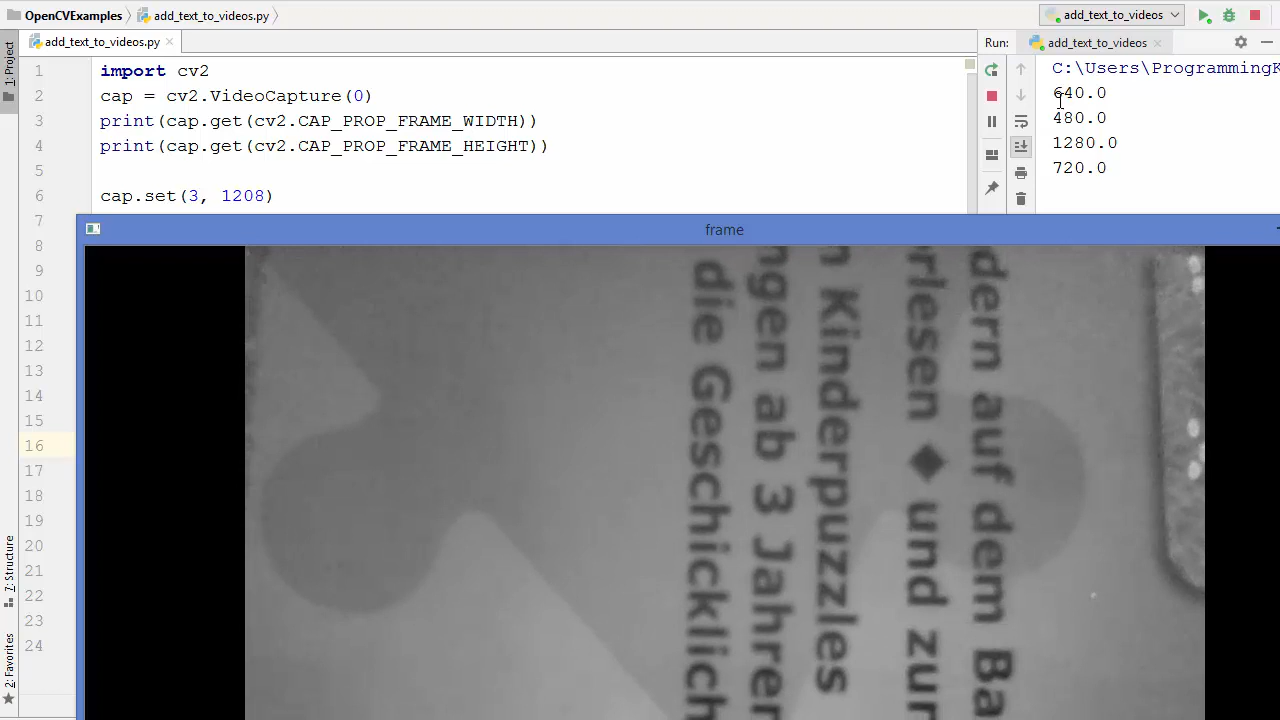 OpenCVExamples
add_text_to_videos.py
add_text_to_videos
add_text_to_videos.py
Run:
add_text_to_videos
1: Project
1 import cv2
2 cap = cv2.VideoCapture(0)
3 print(cap.get(cv2.CAP_PROP_FRAME_WIDTH))
4 print(cap.get(cv2.CAP_PROP_FRAME_HEIGHT))
5
6 cap.set(3, 1208)
7
8
9
10
11
12
13
14
15
16
17
18
19
20
21
22
23
24
C:\Users\ProgrammingK
640.0
480.0
1280.0
720.0
frame
dern auf dem Ba
rlesen ◆ und zur
n Kinderpuzzles
ngen ab 3 Jahren
die Geschicklich
7: Structure
2: Favorites